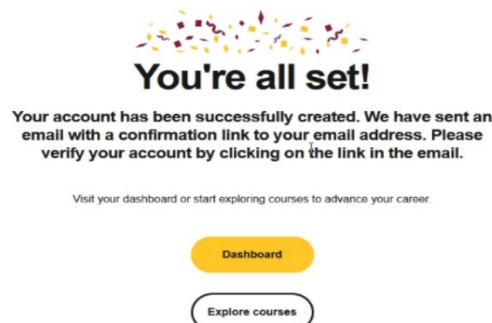 You're all set!
Your account has been successfully created. We have sent an
email with a confirmation link to your email address. Please
verify your account by clicking on the link in the email.
Visit your dashboard or start exploring courses to advance your career.
Dashboard
Explore courses